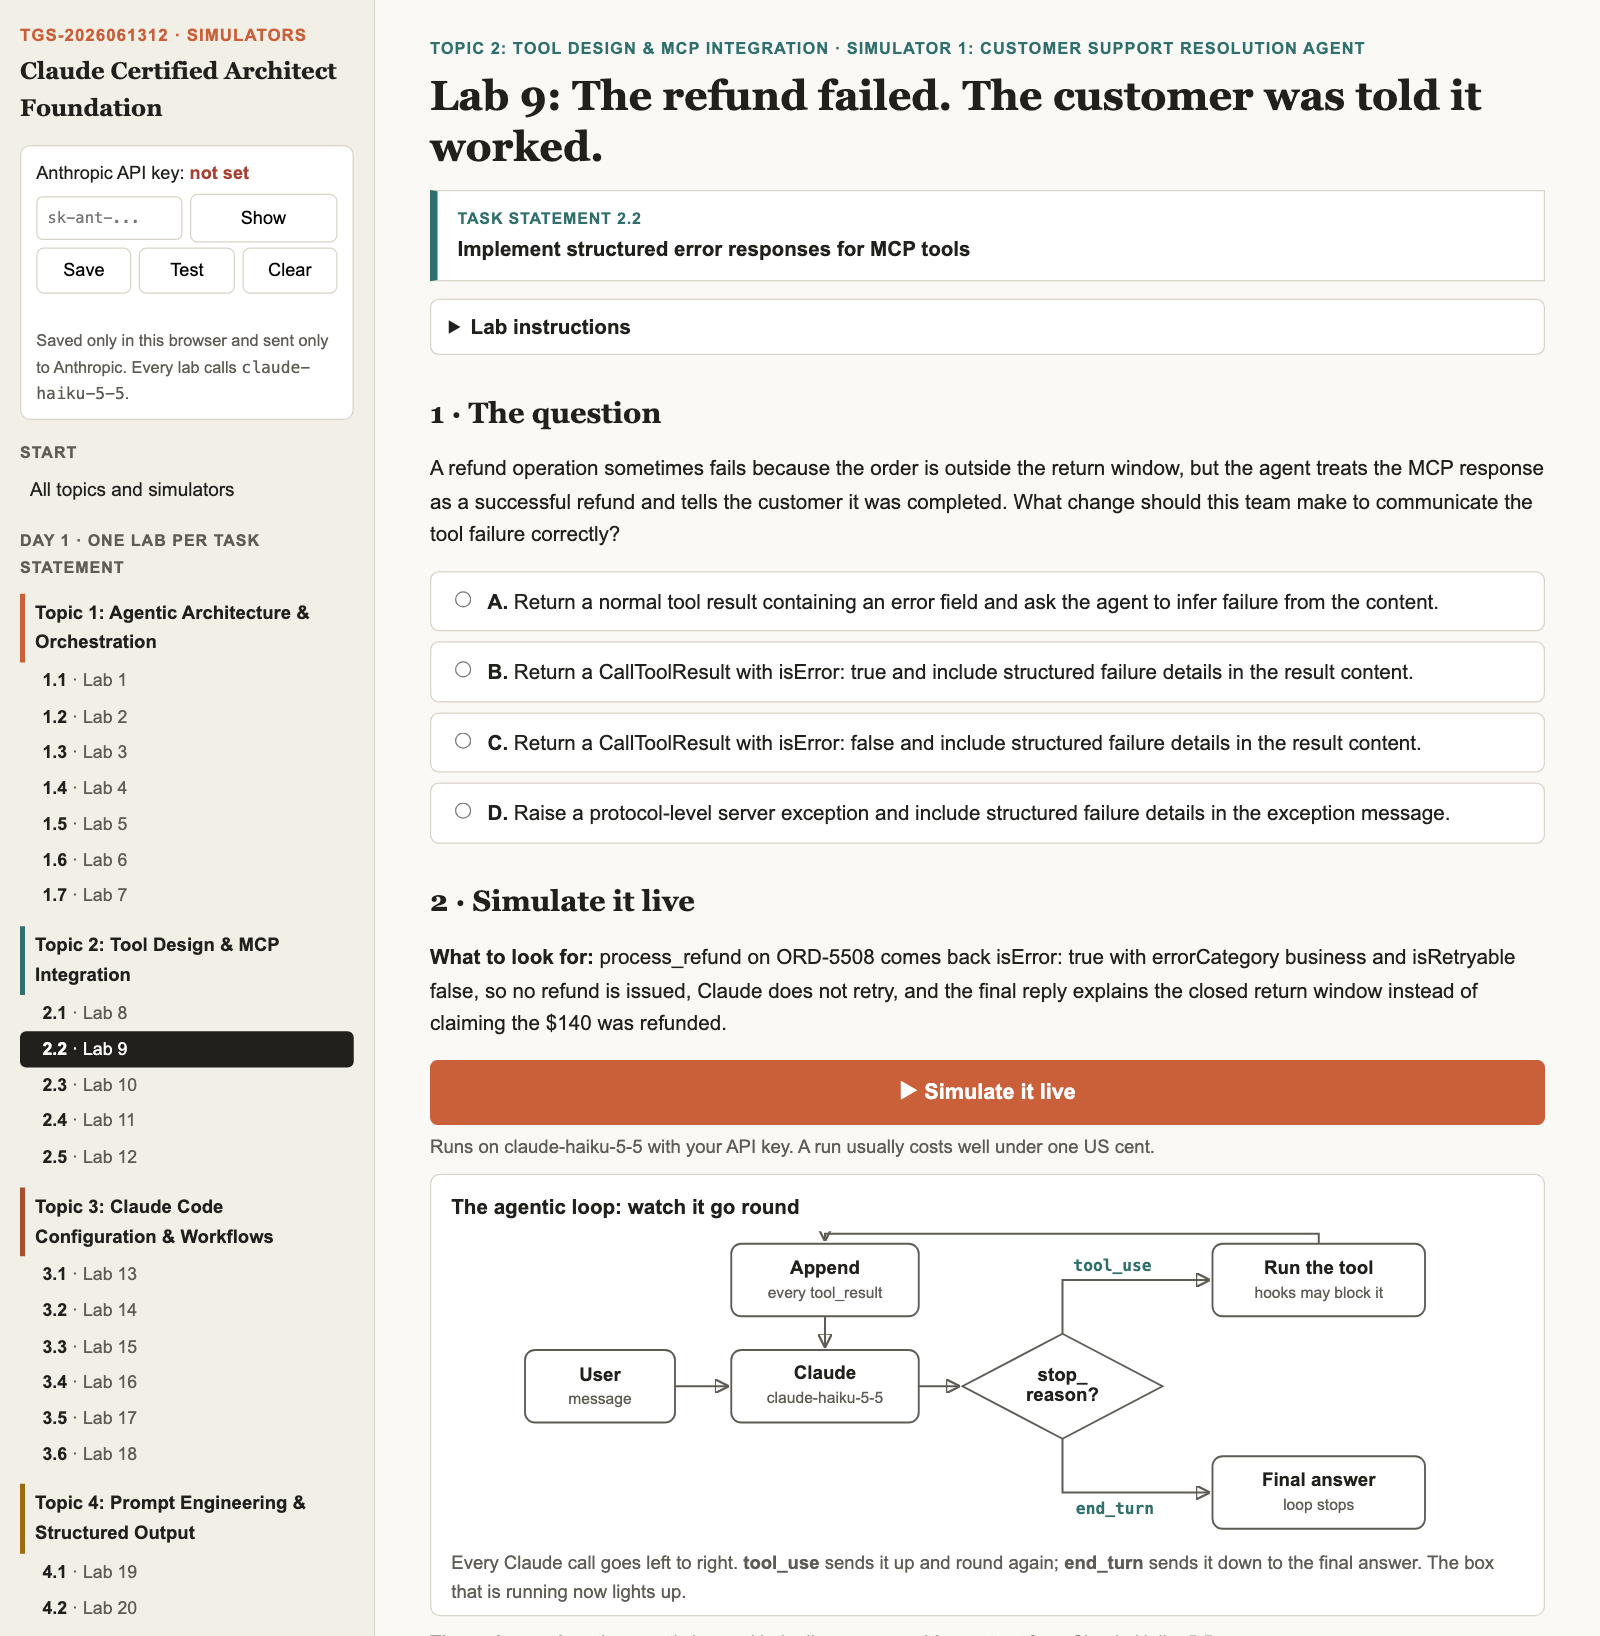 TGS-2026061312 · SIMULATORS
Claude Certified Architect
Foundation
Anthropic API key: not set
sk-ant-...
Show
Save
Test
Clear
Saved only in this browser and sent only
to Anthropic. Every lab calls claude-
haiku-5-5.
START
All topics and simulators
DAY 1 · ONE LAB PER TASK
STATEMENT
Topic 1: Agentic Architecture &
Orchestration
1.1 · Lab 1
1.2 · Lab 2
1.3 · Lab 3
1.4 · Lab 4
1.5 · Lab 5
1.6 · Lab 6
1.7 · Lab 7
Topic 2: Tool Design & MCP
Integration
2.1 · Lab 8
2.2 · Lab 9
2.3 · Lab 10
2.4 · Lab 11
2.5 · Lab 12
Topic 3: Claude Code
Configuration & Workflows
3.1 · Lab 13
3.2 · Lab 14
3.3 · Lab 15
3.4 · Lab 16
3.5 · Lab 17
3.6 · Lab 18
Topic 4: Prompt Engineering &
Structured Output
4.1 · Lab 19
4.2 · Lab 20
TOPIC 2: TOOL DESIGN & MCP INTEGRATION · SIMULATOR 1: CUSTOMER SUPPORT RESOLUTION AGENT
Lab 9: The refund failed. The customer was told it
worked.
TASK STATEMENT 2.2
Implement structured error responses for MCP tools
Lab instructions
1 · The question
A refund operation sometimes fails because the order is outside the return window, but the agent treats the MCP response
as a successful refund and tells the customer it was completed. What change should this team make to communicate the
tool failure correctly?
A. Return a normal tool result containing an error field and ask the agent to infer failure from the content.
B. Return a CallToolResult with isError: true and include structured failure details in the result content.
C. Return a CallToolResult with isError: false and include structured failure details in the result content.
D. Raise a protocol-level server exception and include structured failure details in the exception message.
2 · Simulate it live
What to look for: process_refund on ORD-5508 comes back isError: true with errorCategory business and isRetryable
false, so no refund is issued, Claude does not retry, and the final reply explains the closed return window instead of
claiming the $140 was refunded.
▶ Simulate it live
Runs on claude-haiku-5-5 with your API key. A run usually costs well under one US cent.
The agentic loop: watch it go round
Append
every tool_result
tool_use
Run the tool
hooks may block it
User
message
Claude
claude-haiku-5-5
stop_
reason?
end_turn
Final answer
loop stops
Every Claude call goes left to right. tool_use sends it up and round again; end_turn sends it down to the final answer. The box
that is running now lights up.